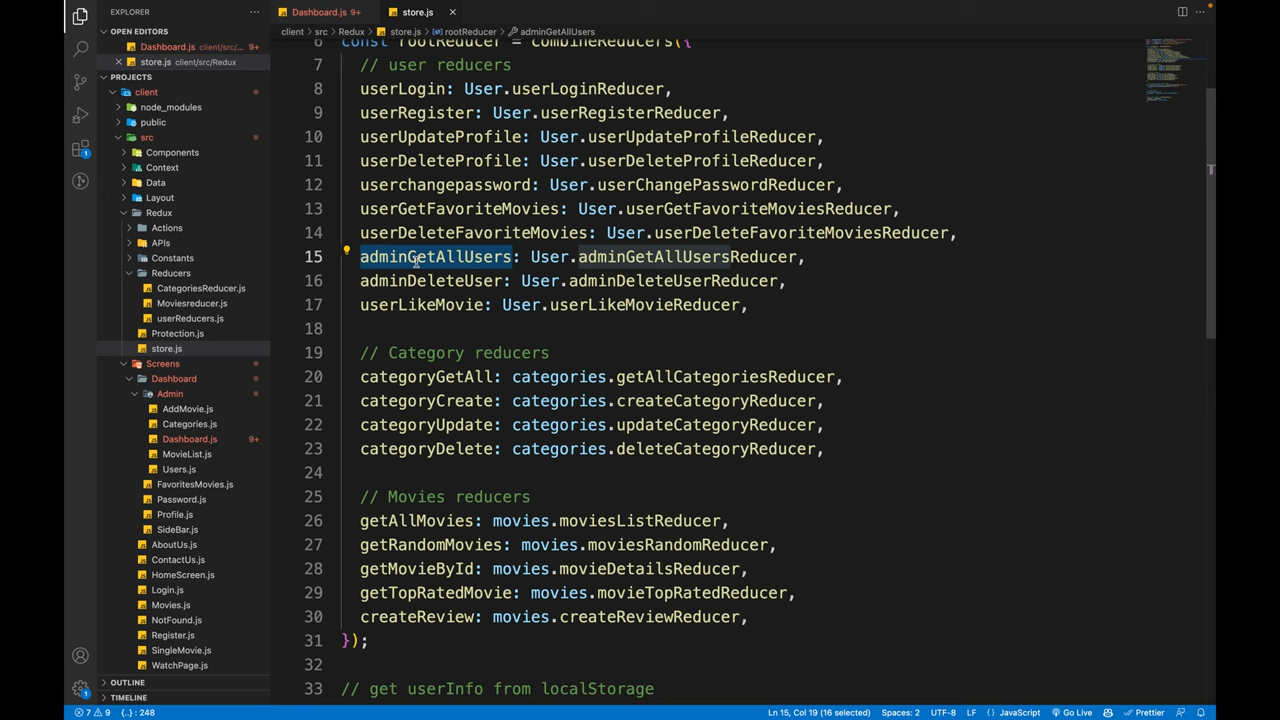 EXPLORER
OPEN EDITORS
Dashboard.js client/src/... 9+
store.js client/src/Redux
PROJECTS
client
node_modules
public
src
Components
Context
Data
Layout
Redux
Actions
APIs
Constants
Reducers
CategoriesReducer.js
Moviesreducer.js
userReducers.js
Protection.js
store.js
Screens
Dashboard
Admin
AddMovie.js
Categories.js
Dashboard.js 9+
MovieList.js
Users.js
FavoritesMovies.js
Password.js
Profile.js
SideBar.js
AboutUs.js
ContactUs.js
HomeScreen.js
Login.js
Movies.js
NotFound.js
Register.js
SingleMovie.js
WatchPage.js
OUTLINE
TIMELINE
1
1
Dashboard.js 9+
store.js
client > src > Redux > store.js > rootReducer > adminGetAllUsers
6 const rootReducer = combineReducers({
7 // user reducers
8 userLogin: User.userLoginReducer,
9 userRegister: User.userRegisterReducer,
10 userUpdateProfile: User.userUpdateProfileReducer,
11 userDeleteProfile: User.userDeleteProfileReducer,
12 userchangepassword: User.userChangePasswordReducer,
13 userGetFavoriteMovies: User.userGetFavoriteMoviesReducer,
14 userDeleteFavoriteMovies: User.userDeleteFavoriteMoviesReducer,
15 adminGetAllUsers: User.adminGetAllUsersReducer,
16 adminDeleteUser: User.adminDeleteUserReducer,
17 userLikeMovie: User.userLikeMovieReducer,
18
19 // Category reducers
20 categoryGetAll: categories.getAllCategoriesReducer,
21 categoryCreate: categories.createCategoryReducer,
22 categoryUpdate: categories.updateCategoryReducer,
23 categoryDelete: categories.deleteCategoryReducer,
24
25 // Movies reducers
26 getAllMovies: movies.moviesListReducer,
27 getRandomMovies: movies.moviesRandomReducer,
28 getMovieById: movies.movieDetailsReducer,
29 getTopRatedMovie: movies.movieTopRatedReducer,
30 createReview: movies.createReviewReducer,
31 });
32
33 // get userInfo from localStorage
7 9 {..} : 248 Ln 15, Col 19 (16 selected) Spaces: 2 UTF-8 LF {} JavaScript Go Live Prettier